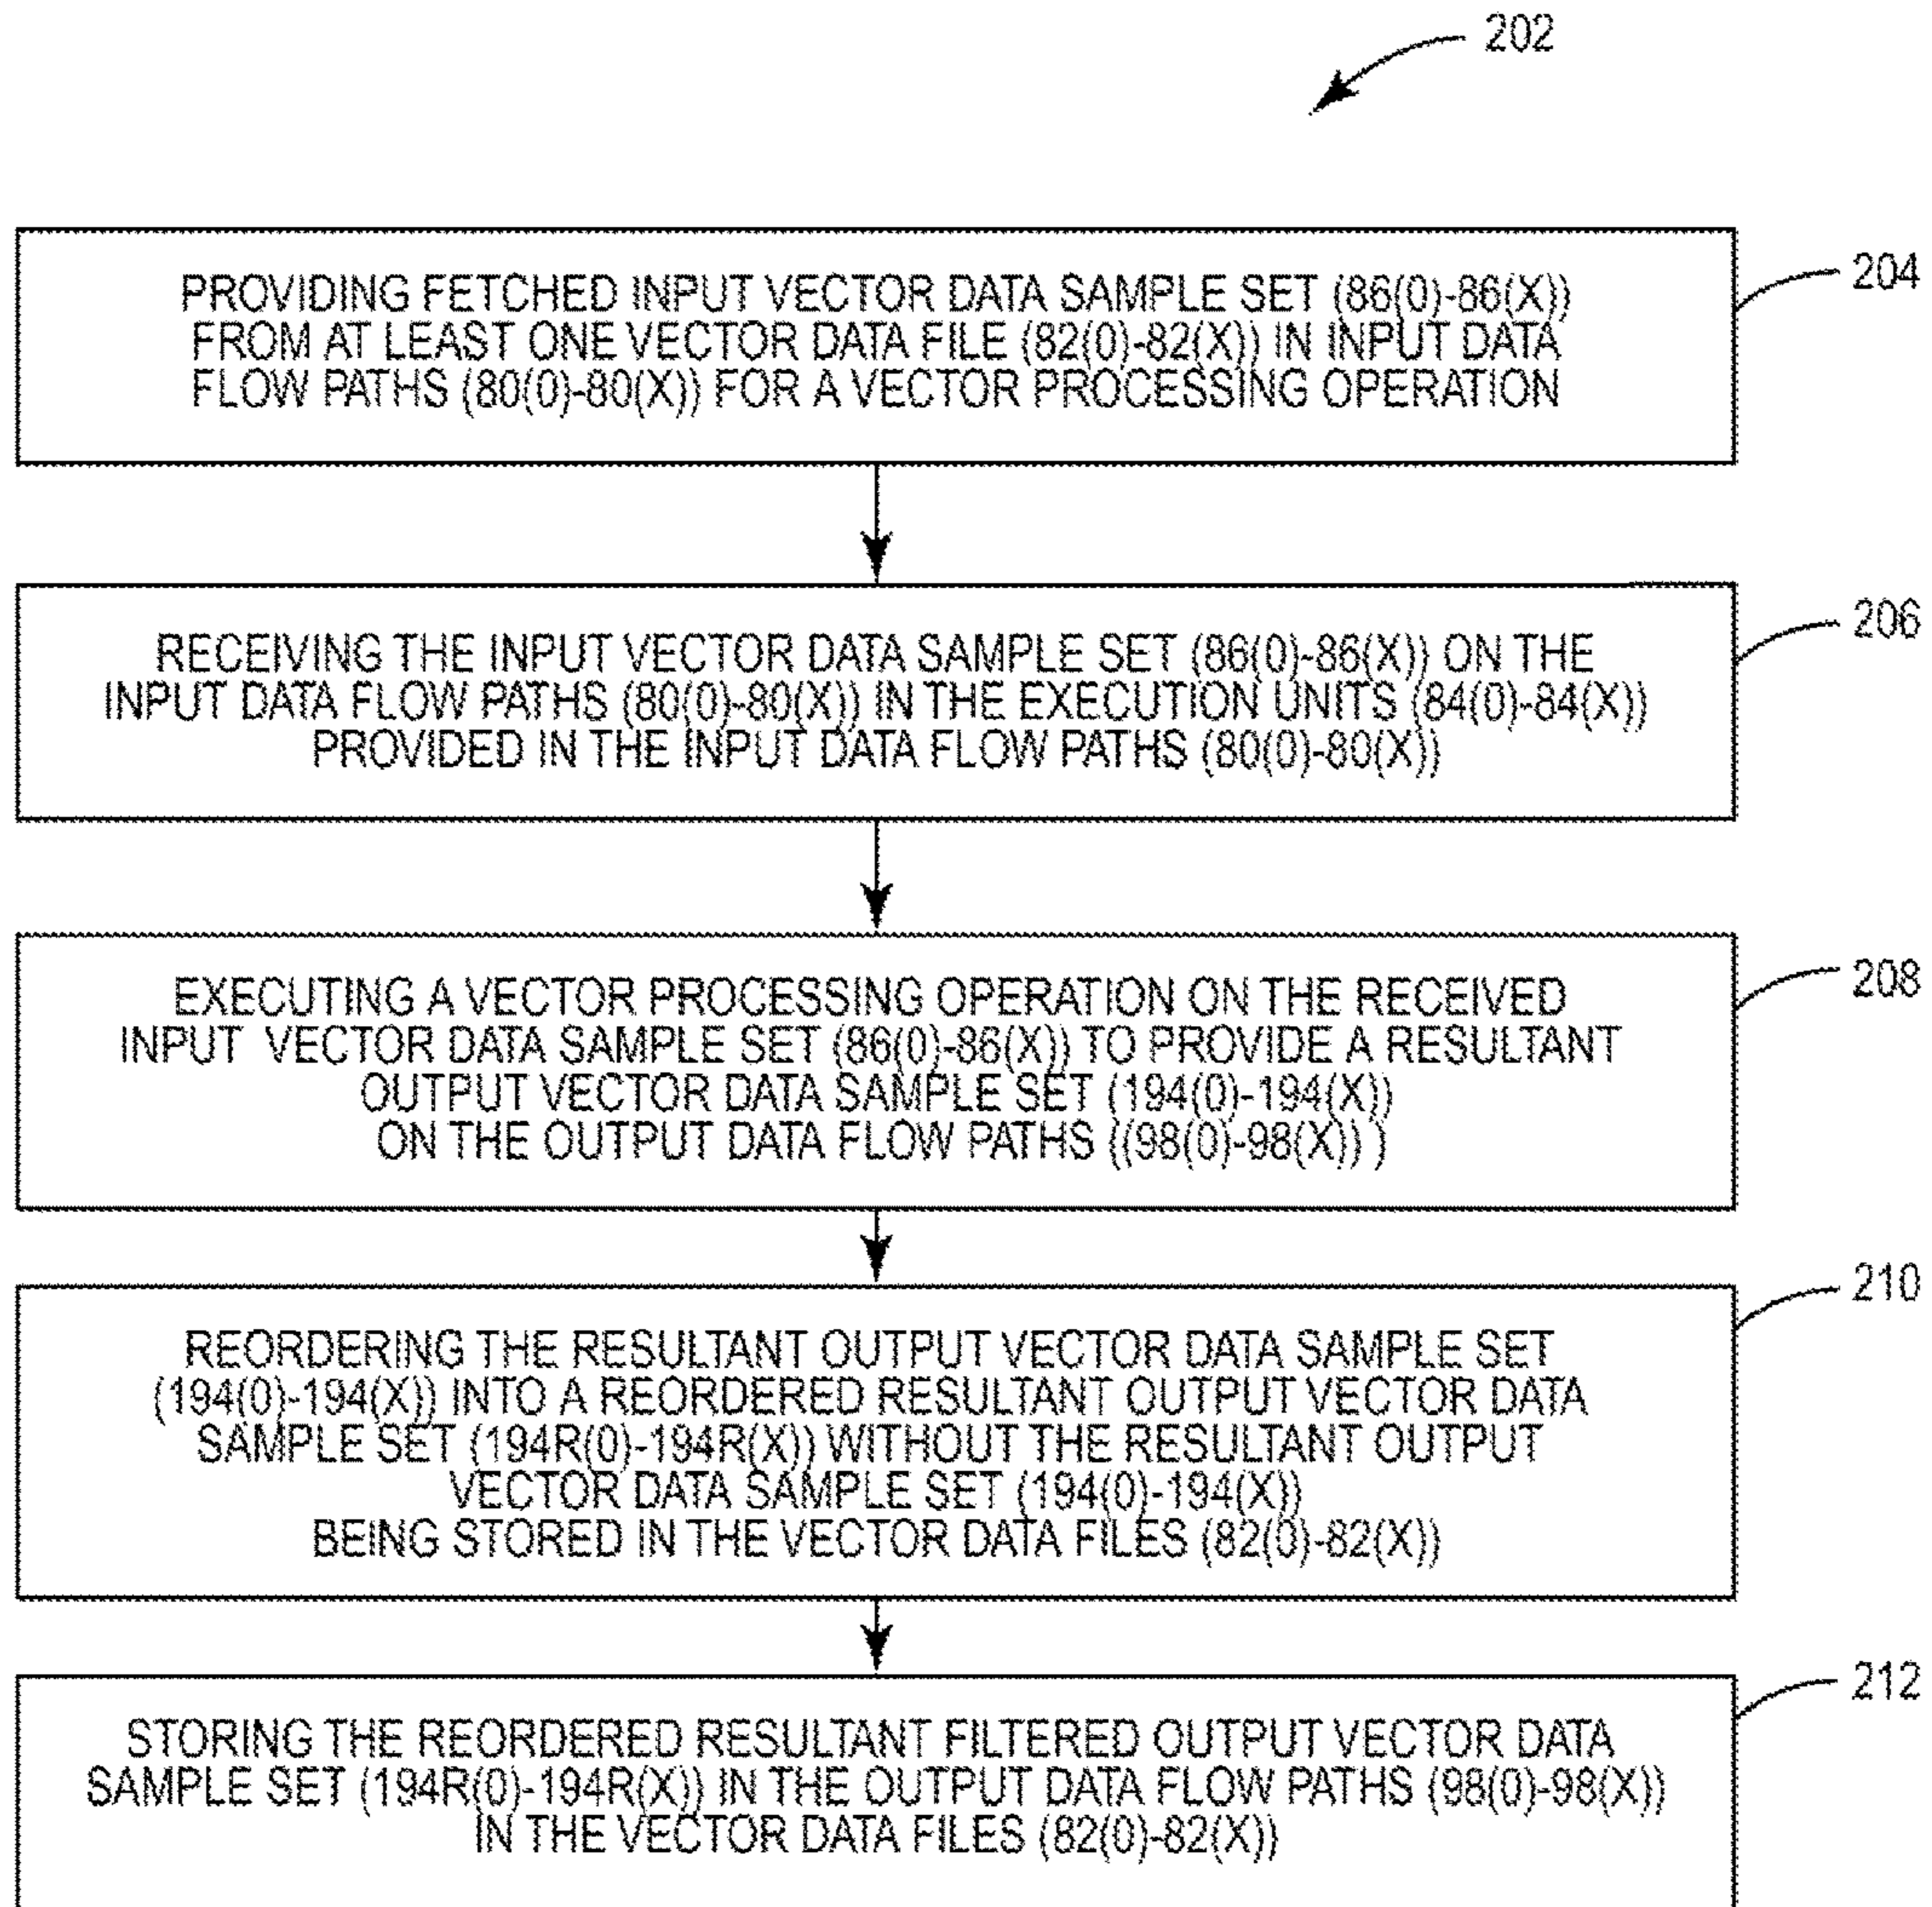 202
PROVIDING FETCHED INPUT VECTOR DATA SAMPLE SET (86(0)-86(X))
FROM AT LEAST ONE VECTOR DATA FILE (82(0)-82(X)) IN INPUT DATA
FLOW PATHS (80(0)-80(X)) FOR A VECTOR PROCESSING OPERATION
204
RECEIVING THE INPUT VECTOR DATA SAMPLE SET (86(0)-86(X)) ON THE
INPUT DATA FLOW PATHS (80(0)-80(X)) IN THE EXECUTION UNITS (84(0)-84(X))
PROVIDED IN THE INPUT DATA FLOW PATHS (80(0)-80(X))
206
EXECUTING A VECTOR PROCESSING OPERATION ON THE RECEIVED
INPUT VECTOR DATA SAMPLE SET (86(0)-86(X)) TO PROVIDE A RESULTANT
OUTPUT VECTOR DATA SAMPLE SET (194(0)-194(X))
ON THE OUTPUT DATA FLOW PATHS ((98(0)-98(X)) )
208
REORDERING THE RESULTANT OUTPUT VECTOR DATA SAMPLE SET
(194(0)-194(X)) INTO A REORDERED RESULTANT OUTPUT VECTOR DATA
SAMPLE SET (194R(0)-194R(X)) WITHOUT THE RESULTANT OUTPUT
VECTOR DATA SAMPLE SET (194(0)-194(X))
BEING STORED IN THE VECTOR DATA FILES (82(0)-82(X))
210
STORING THE REORDERED RESULTANT FILTERED OUTPUT VECTOR DATA
SAMPLE SET (194R(0)-194R(X)) IN THE OUTPUT DATA FLOW PATHS (98(0)-98(X))
IN THE VECTOR DATA FILES (82(0)-82(X))
212